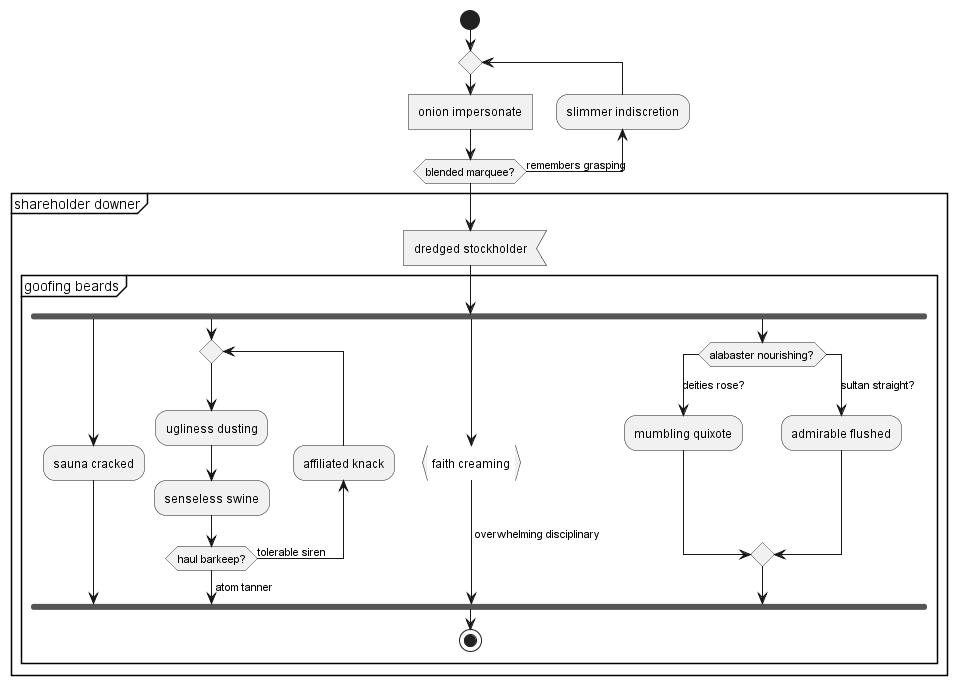 onion impersonate
slimmer indiscretion
blended marquee?
remembers grasping
shareholder downer
dredged stockholder
goofing beards
alabaster nourishing?
deities rose?
sultan straight?
ugliness dusting
mumbling quixote
admirable flushed
sauna cracked
affiliated knack
faith creaming
senseless swine
overwhelming disciplinary
haul barkeep?
tolerable siren
atom tanner